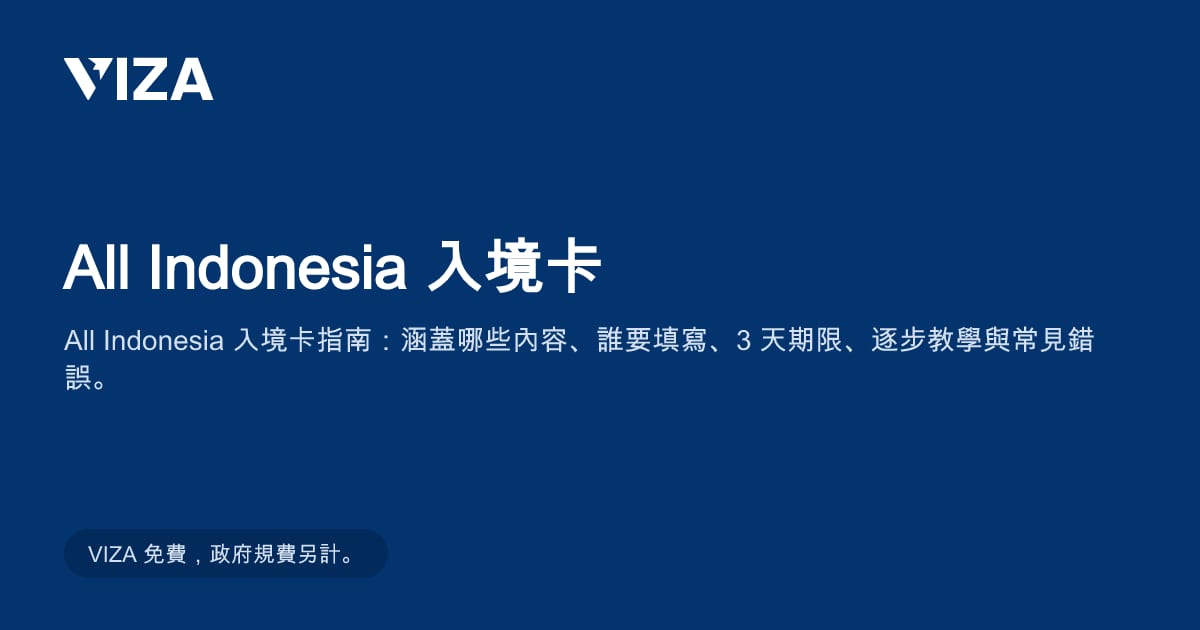 VIZA
All Indonesia 入境卡
All Indonesia 入境卡指南：涵蓋哪些內容、誰要填寫、3 天期限、逐步教學與常見錯
誤。
VIZA 免費，政府規費另計。